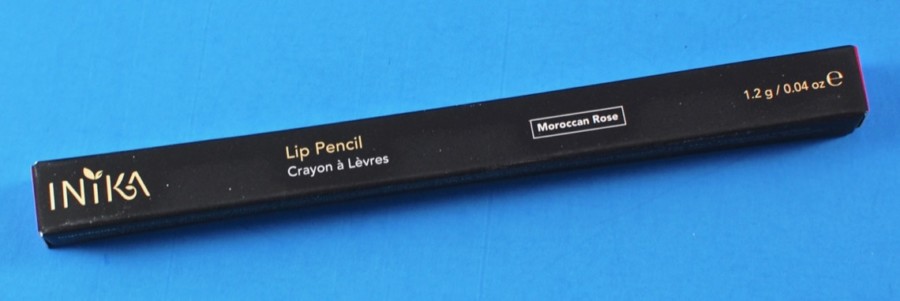 INIKA
Lip Pencil
Crayon à Lèvres
Moroccan Rose
1.2 g / 0.04 oz ℮